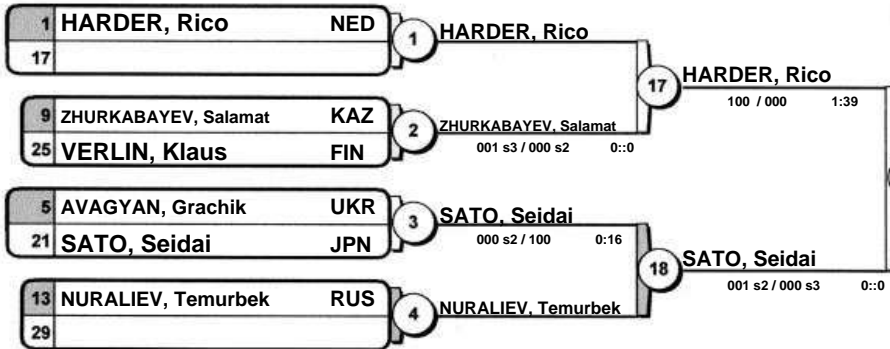 1 HARDER, Rico NED
17
1 HARDER, Rico
17 HARDER, Rico
100 / 000 1:39
9 ZHURKABAYEV, Salamat KAZ
25 VERLIN, Klaus FIN
2 ZHURKABAYEV, Salamat
001 s3 / 000 s2 0::0
5 AVAGYAN, Grachik UKR
21 SATO, Seidai JPN
3 SATO, Seidai
000 s2 / 100 0:16
18 SATO, Seidai
001 s2 / 000 s3 0::0
13 NURALIEV, Temurbek RUS
29
4 NURALIEV, Temurbek